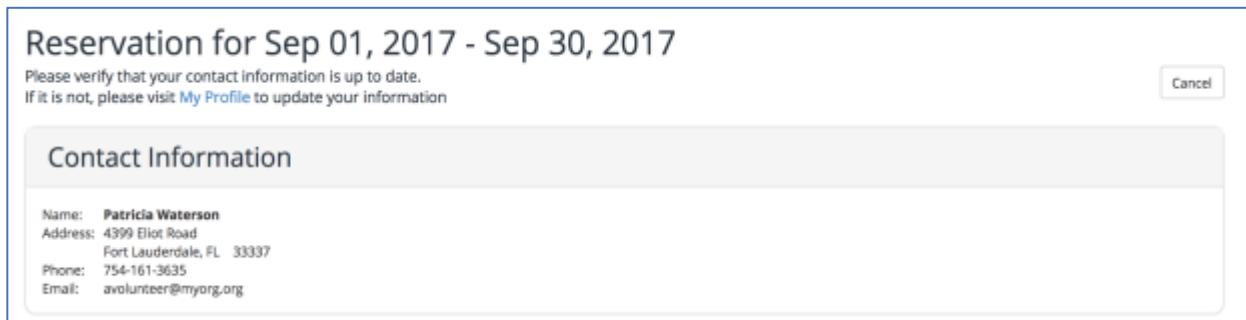 Reservation for Sep 01, 2017 - Sep 30, 2017
Please verify that your contact information is up to date.
If it is not, please visit My Profile to update your information
Cancel
Contact Information
Name: Patricia Waterson
Address: 4399 Eliot Road
Fort Lauderdale, FL 33337
Phone: 754-161-3635
Email: avolunteer@myorg.org